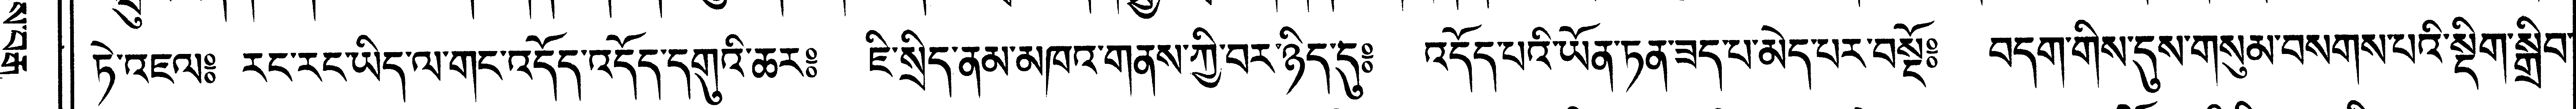 ཏེ་འཇལ༔ རང་རང་ཡིད་ལ་གང་འདོད་འདོད་དགུའི་ཆར༔ ཇི་སྲིད་ནམ་མཁའ་གནས་ཀྱི་བར་ཉིད་དུ༔ འདོད་པའི་ཡོན་ཏན་ཟད་པ་མེད་པར་བསྔོ༔ བདག་གིས་དུས་གསུམ་བསགས་པའི་སྡིག་སྒྲིབ་